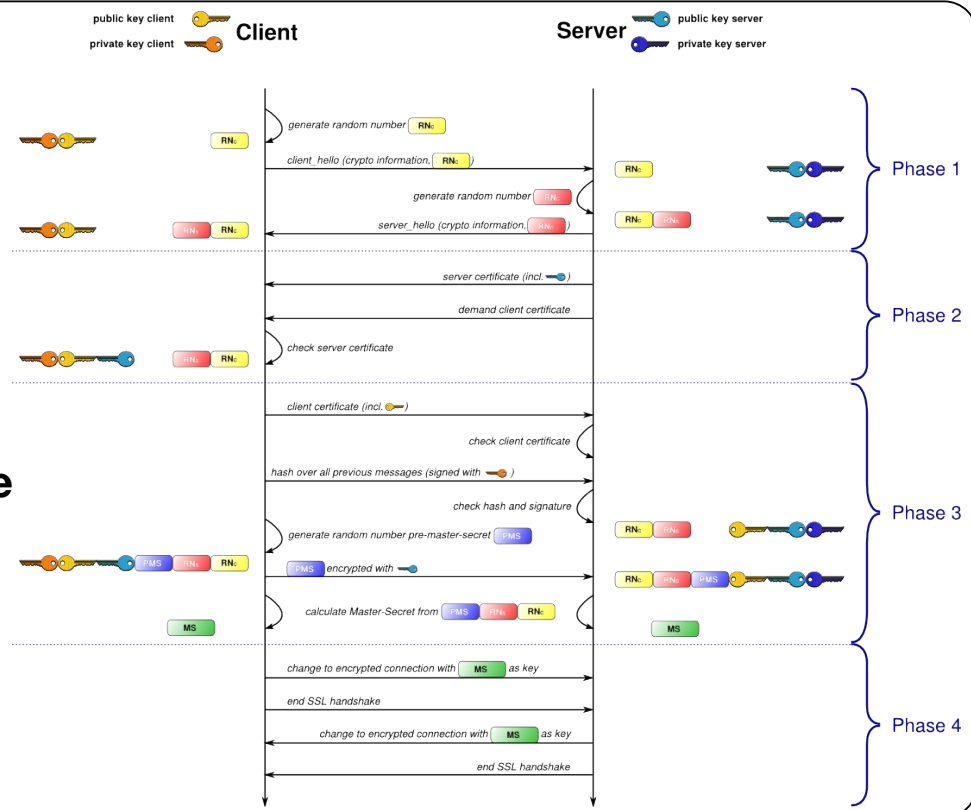 public key client
private key client
Client
Server
public key server
private key server
generate random number RNc
RNc
client_hello (crypto information, RNc )
RNc
Phase 1
generate random number RNs
RNc RNs
server_hello (crypto information, RNs )
RNs RNc
server certificate (incl. )
demand client certificate
Phase 2
check server certificate
RNs RNc
client certificate (incl. )
check client certificate
hash over all previous messages (signed with )
e
check hash and signature
Phase 3
RNc RNs
generate random number pre-master-secret PMS
PMS RNs RNc
PMS encrypted with
RNc RNs PMS
calculate Master-Secret from PMS RNs RNc
MS
MS
change to encrypted connection with MS as key
end SSL handshake
Phase 4
change to encrypted connection with MS as key
end SSL handshake